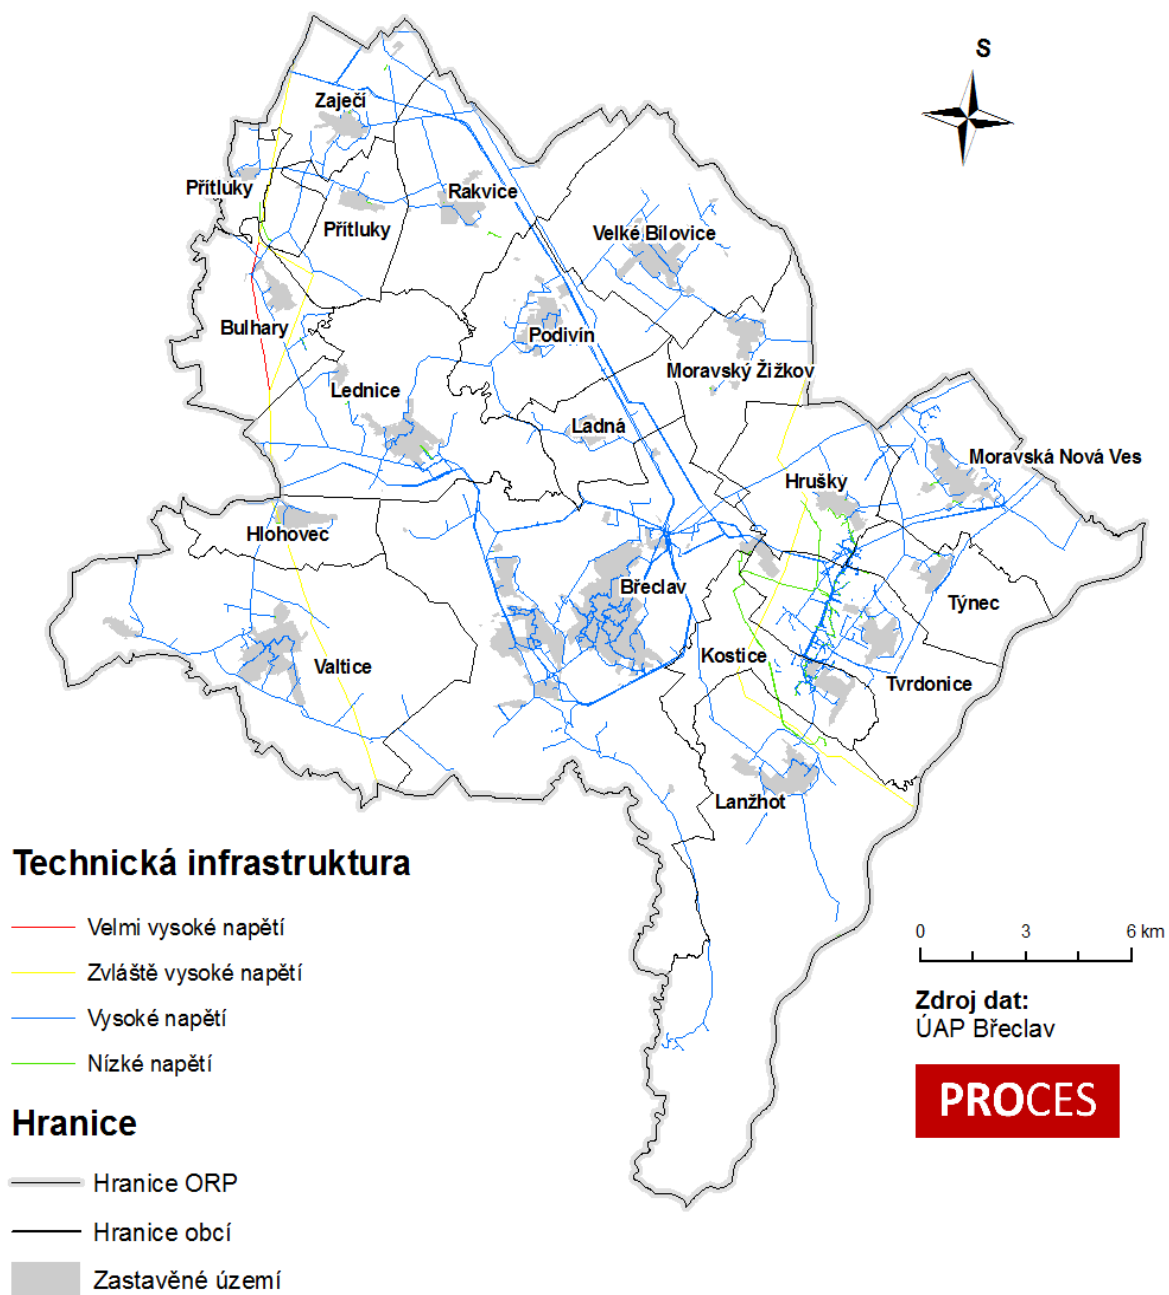 S
Zaječí
Přítluky
Rakvice
Přítluky
Velké Bílovice
Bulhary
Podivín
Moravský Žižkov
Lednice
Ladná
Moravská Nová Ves
Hrušky
Hlohovec
Břeclav
Týnec
Kostice
Valtice
Tvrdonice
Lanžhot
Technická infrastruktura
Velmi vysoké napětí
Zvláště vysoké napětí
Vysoké napětí
Nízké napětí
Hranice
Hranice ORP
Hranice obcí
Zastavěné území
0 3 6 km
Zdroj dat:
ÚAP Břeclav
PROCES